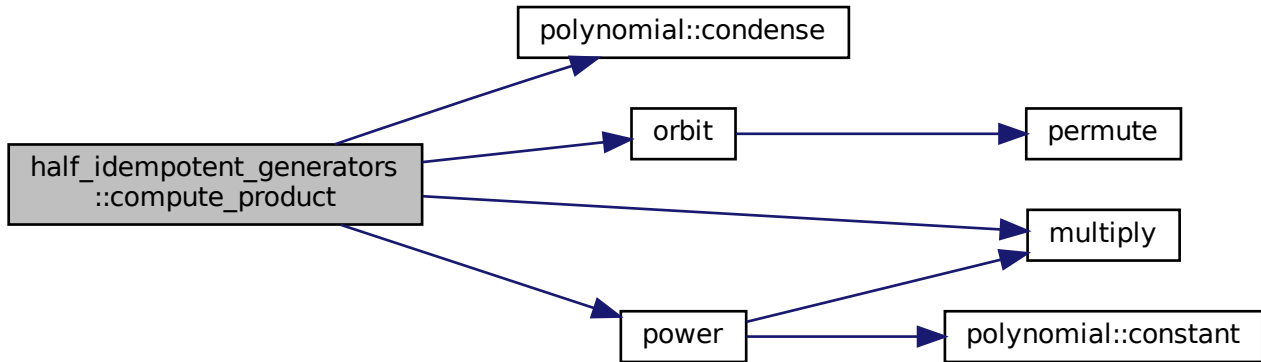 polynomial::condense
orbit
permute
half_idempotent_generators
::compute_product
multiply
power
polynomial::constant